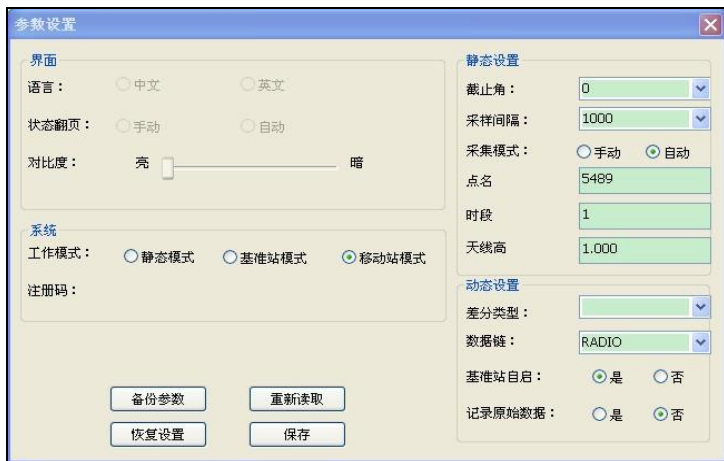 参数设置
界面
语言：
中文
英文
状态翻页：
手动
自动
对比度：
亮
暗
系统
工作模式：
静态模式
基准站模式
移动站模式
注册码：
备份参数
重新读取
恢复设置
保存
静态设置
截止角：
0
采样间隔：
1000
采集模式：
手动
自动
点名
5489
时段
1
天线高
1.000
动态设置
差分类型：
数据链：
RADIO
基准站自启：
是
否
记录原始数据：
是
否